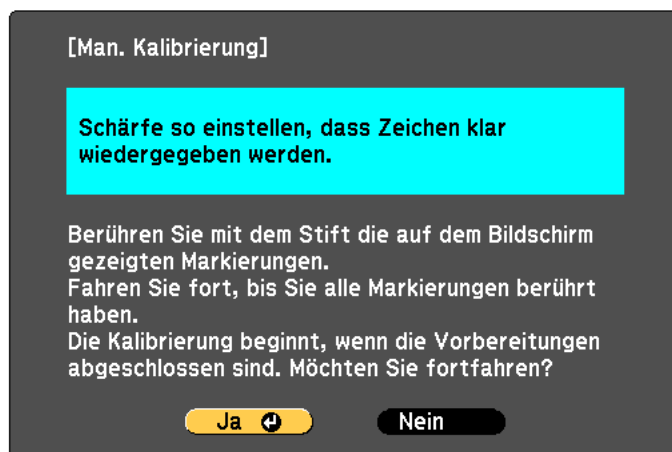 [Man. Kalibrierung]
Schärfe so einstellen, dass Zeichen klar
wiedergegeben werden.
Berühren Sie mit dem Stift die auf dem Bildschirm
gezeigten Markierungen.
Fahren Sie fort, bis Sie alle Markierungen berührt
haben.
Die Kalibrierung beginnt, wenn die Vorbereitungen
abgeschlossen sind. Möchten Sie fortfahren?
Ja Nein